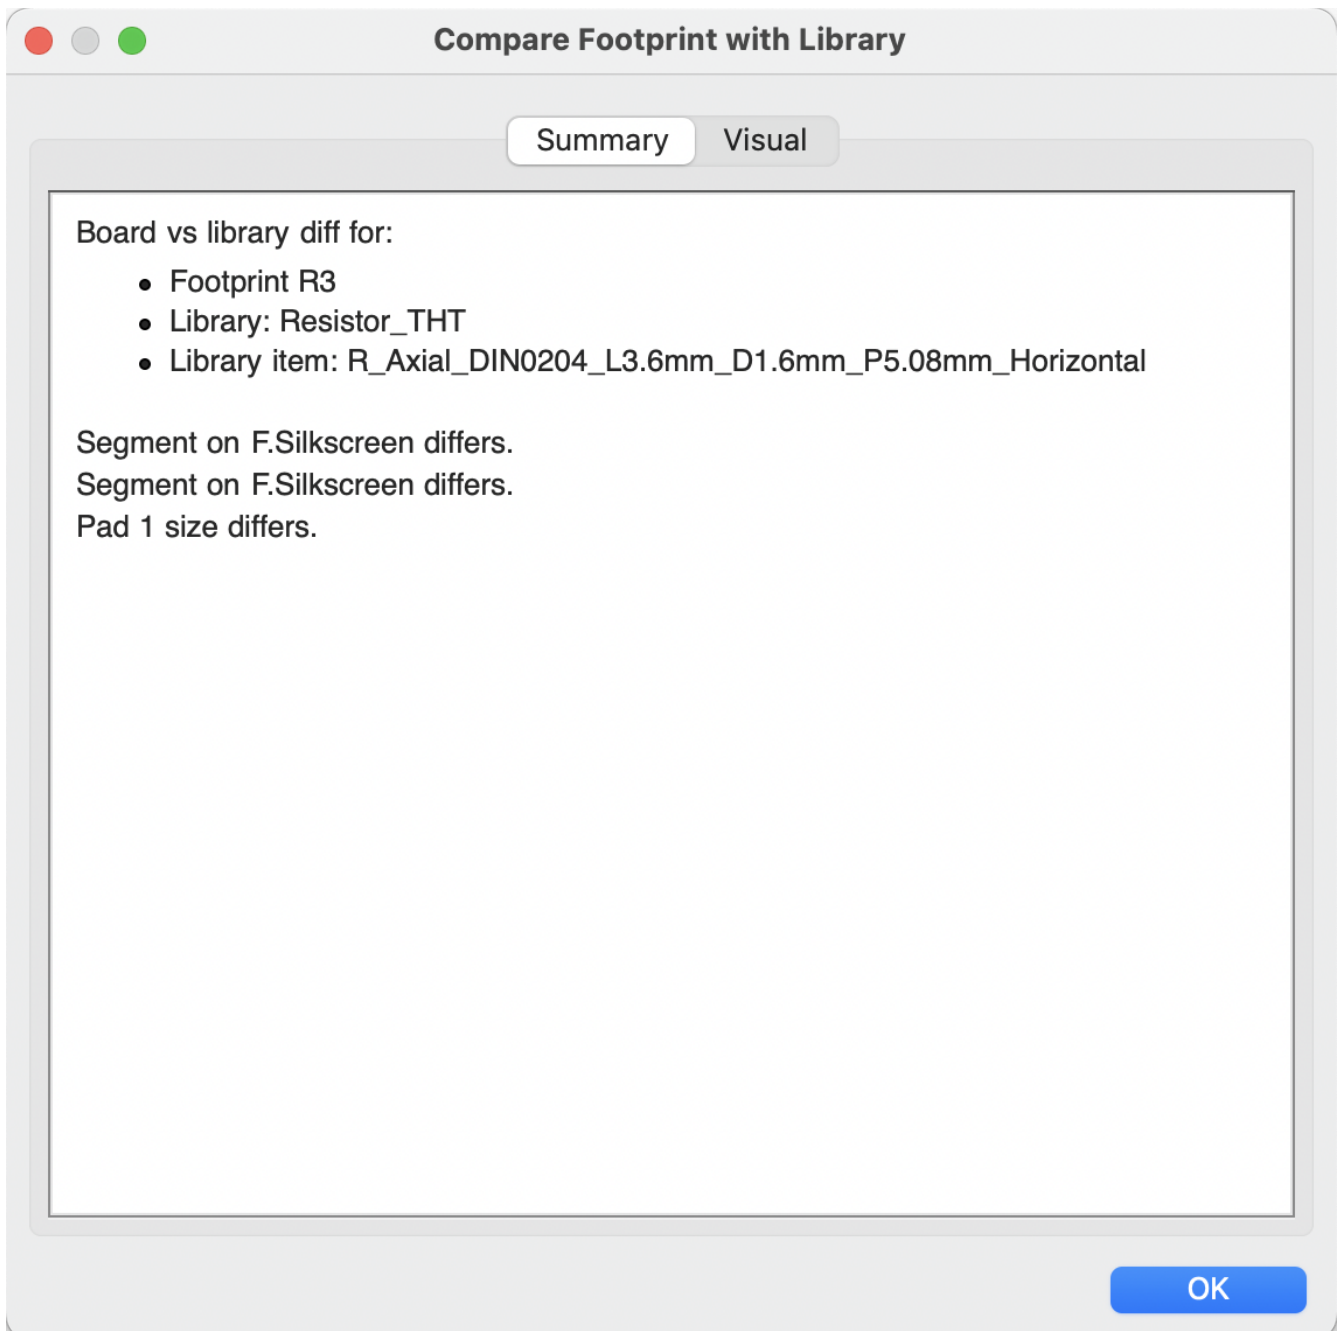 Compare Footprint with Library
Summary Visual
Board vs library diff for:
• Footprint R3
• Library: Resistor_THT
• Library item: R_Axial_DIN0204_L3.6mm_D1.6mm_P5.08mm_Horizontal
Segment on F.Silkscreen differs.
Segment on F.Silkscreen differs.
Pad 1 size differs.
OK